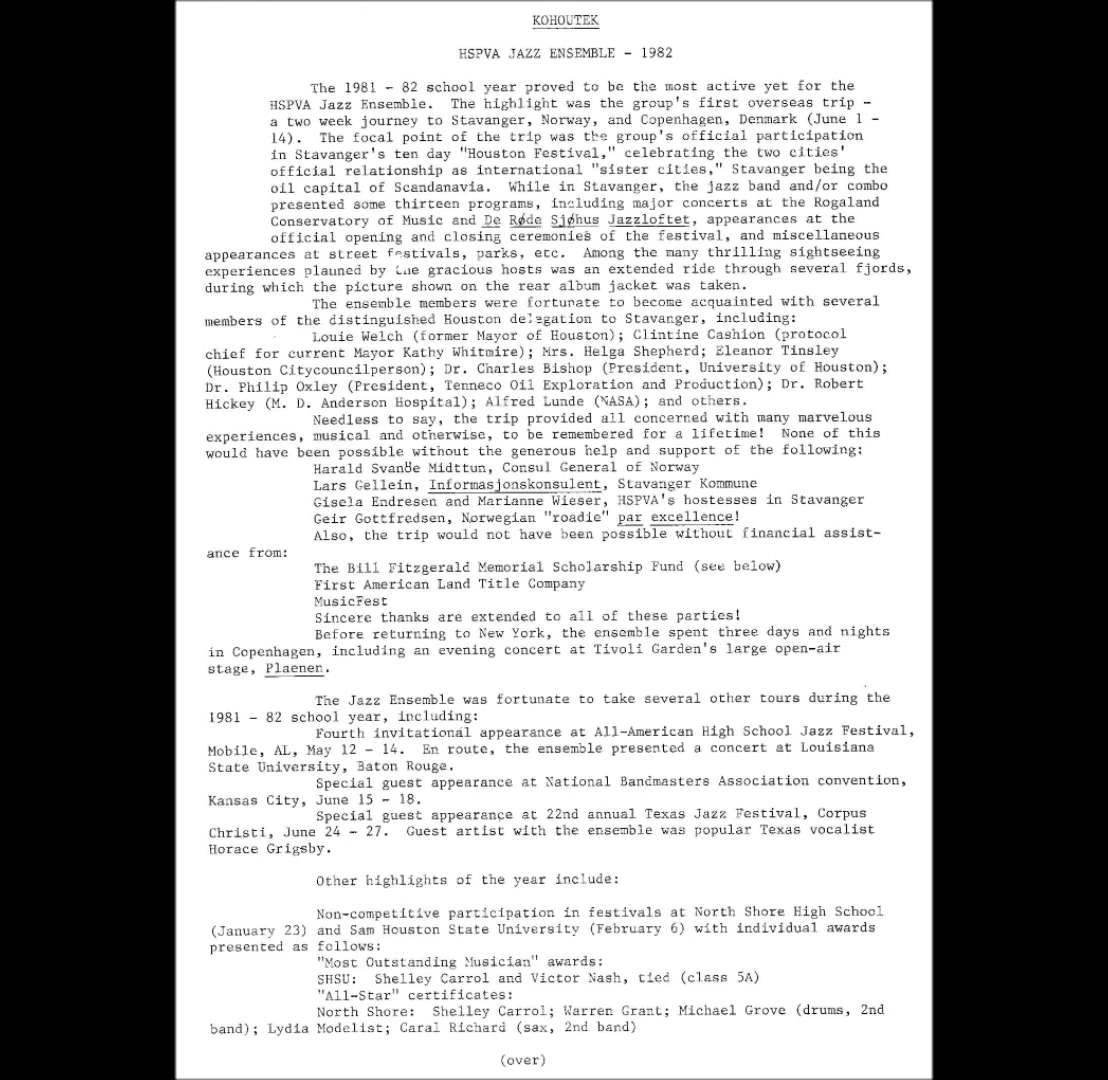 KOHOUTEK
HSPVA JAZZ ENSEMBLE - 1982
The 1981 - 82 school year proved to be the most active yet for the
HSPVA Jazz Ensemble. The highlight was the group's first overseas trip -
a two week journey to Stavanger, Norway, and Copenhagen, Denmark (June 1 -
14). The focal point of the trip was the group's official participation
in Stavanger's ten day "Houston Festival," celebrating the two cities'
official relationship as international "sister cities," Stavanger being the
oil capital of Scandanavia. While in Stavanger, the jazz band and/or combo
presented some thirteen programs, including major concerts at the Rogaland
Conservatory of Music and De Røde Sjøhus Jazzloftet, appearances at the
official opening and closing ceremonies of the festival, and miscellaneous
appearances at street festivals, parks, etc. Among the many thrilling sightseeing
experiences planned by the gracious hosts was an extended ride through several fjords,
during which the picture shown on the rear album jacket was taken.
The ensemble members were fortunate to become acquainted with several
members of the distinguished Houston delegation to Stavanger, including:
Louie Welch (former Mayor of Houston); Clintine Cashion (protocol
chief for current Mayor Kathy Whitmire); Mrs. Helga Shepherd; Eleanor Tinsley
(Houston Citycouncilperson); Dr. Charles Bishop (President, University of Houston);
Dr. Philip Oxley (President, Tenneco Oil Exploration and Production); Dr. Robert
Hickey (M. D. Anderson Hospital); Alfred Lunde (NASA); and others.
Needless to say, the trip provided all concerned with many marvelous
experiences, musical and otherwise, to be remembered for a lifetime! None of this
would have been possible without the generous help and support of the following:
Harald Midttun, Consul General of Norway
Lars Gellein, Informasjonskonsulent, Stavanger Kommune
Gisela Endresen and Marianne Wieser, HSPVA's hostesses in Stavanger
Geir Gottfredsen, Norwegian "roadie" par excellence!
Also, the trip would not have been possible without financial assist-
ance from:
The Bill Fitzgerald Memorial Scholarship Fund (see below)
First American Land Title Company
MusicFest
Sincere thanks are extended to all of these parties!
Before returning to New York, the ensemble spent three days and nights
in Copenhagen, including an evening concert at Tivoli Garden's large open-air
stage, Plaenen.
The Jazz Ensemble was fortunate to take several other tours during the
1981 - 82 school year, including:
Fourth invitational appearance at All-American High School Jazz Festival,
Mobile, AL, May 12 - 14. En route, the ensemble presented a concert at Louisiana
State University, Baton Rouge.
Special guest appearance at National Bandmasters Association convention,
Kansas City, June 15 - 18.
Special guest appearance at 22nd annual Texas Jazz Festival, Corpus
Christi, June 24 - 27. Guest artist with the ensemble was popular Texas vocalist
Horace Grigsby.
Other highlights of the year include:
Non-competitive participation in festivals at North Shore High School
(January 23) and Sam Houston State University (February 6) with individual awards
presented as follows:
"Most Outstanding Musician" awards:
SHSU: Shelley Carrol and Victor Nash, tied (class 5A)
"All-Star" certificates:
North Shore: Shelley Carrol; Warren Grant; Michael Grove (drums, 2nd
band); Lydia Modelist; Caral Richard (sax, 2nd band)
(over)